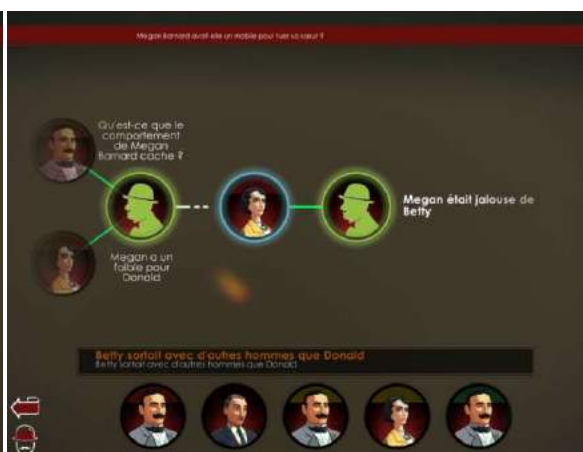 Megan Barnard avait elle un mobile pour tuer sa sœur ?
Qu'est-ce que le
comportement
de Megan
Barnard cache ?
Megan était jalouse de
Betty
Megan a un
faible pour
Donald
Betty sortait avec d'autres hommes que Donald
Betty sortait avec d'autres hommes que Donald